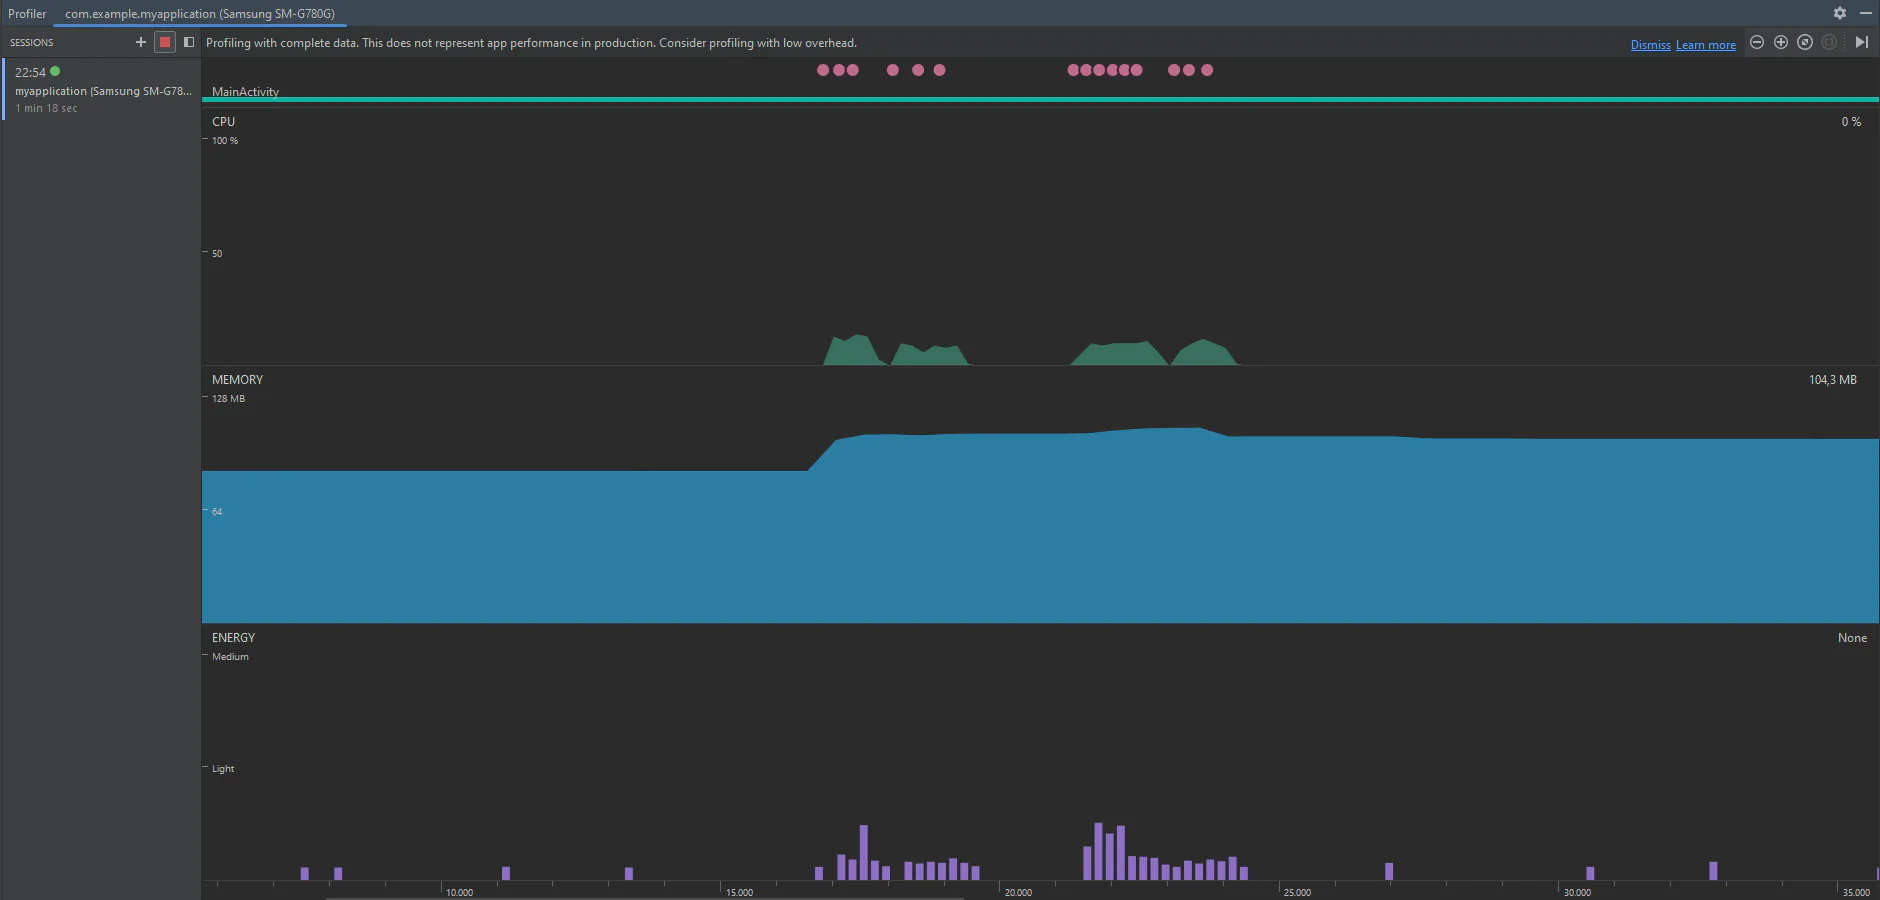 Profiler com.example.myapplication (Samsung SM-G780G)
SESSIONS
Profiling with complete data. This does not represent app performance in production. Consider profiling with low overhead.
Dismiss Learn more
22:54
myapplication (Samsung SM-G78...
1 min 18 sec
MainActivity
CPU
0 %
100 %
50
MEMORY
104,3 MB
128 MB
64
ENERGY
None
Medium
Light
10.000 15.000 20.000 25.000 30.000 35.000